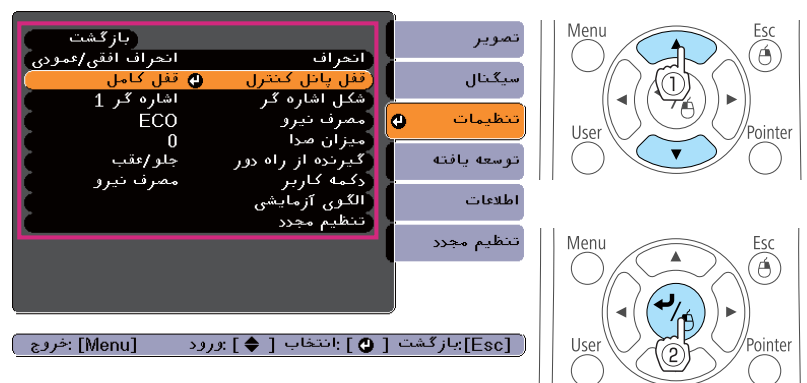 بازگشت
انحراف انحراف افقی/عمودی
قفل پانل کنترل قفل کامل
شکل اشاره گر اشاره گر 1
مصرف نیرو ECO
میزان صدا 0
گیرنده از راه دور جلو/عقب
دکمه کاربر مصرف نیرو
الگوی آزمایشی
تنظیم مجدد
تصویر
سیگنال
تنظیمات
توسعه یافته
اطلاعات
تنظیم مجدد
[Esc]:بازگشت [ ]:انتخاب [ ]:ورود [Menu]:خروج
Menu Esc
1
User Pointer
Menu Esc
User Pointer
2